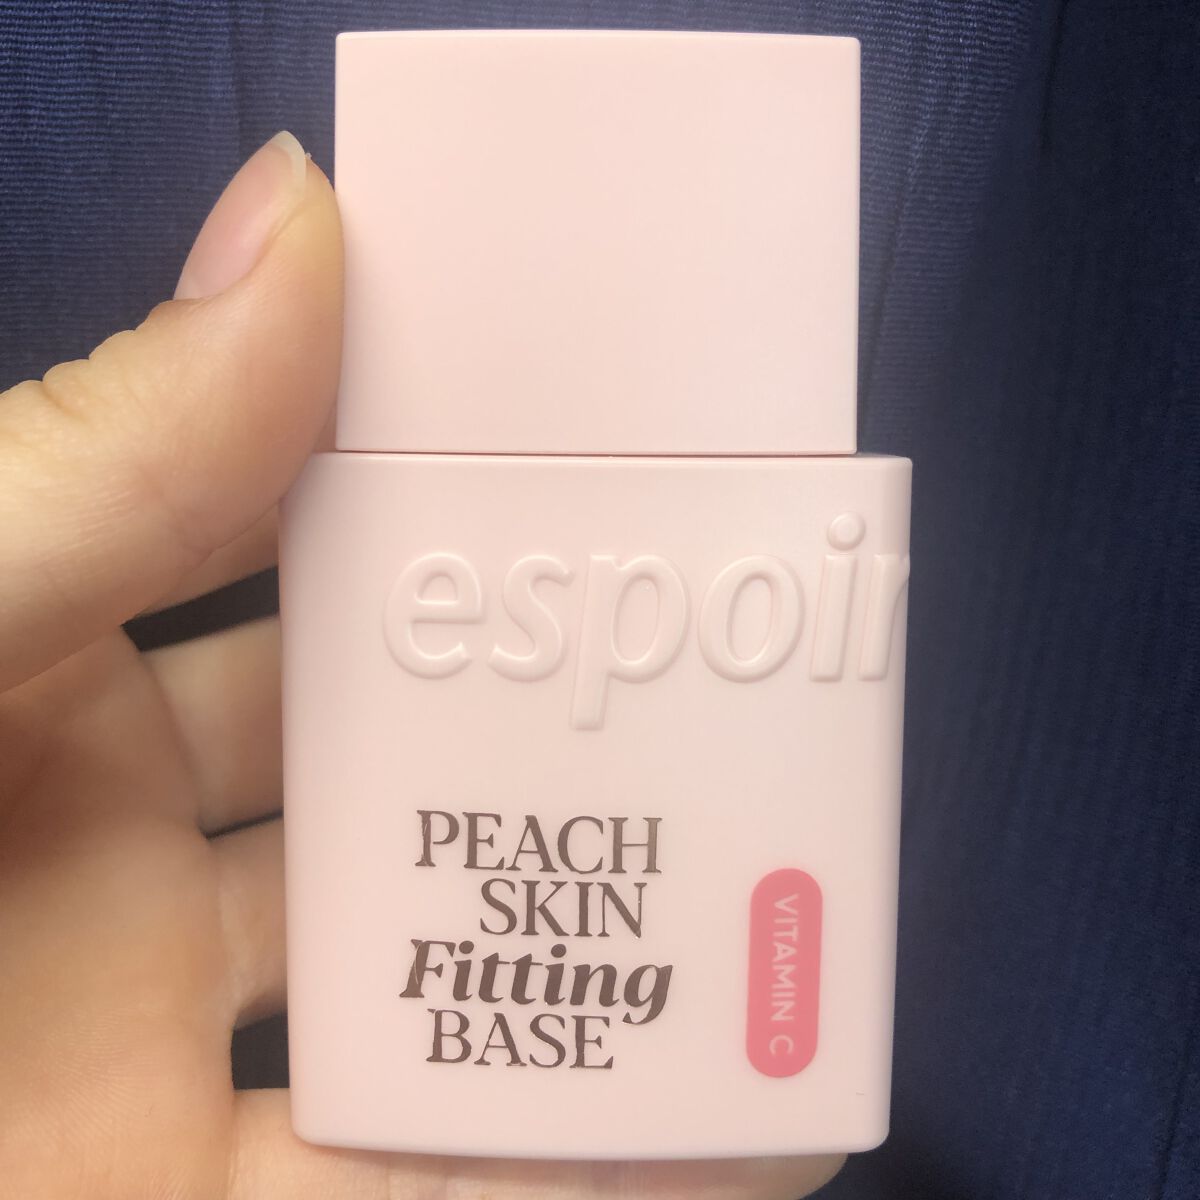 espoir
PEACH
SKIN
Fitting
BASE
VITAMIN C